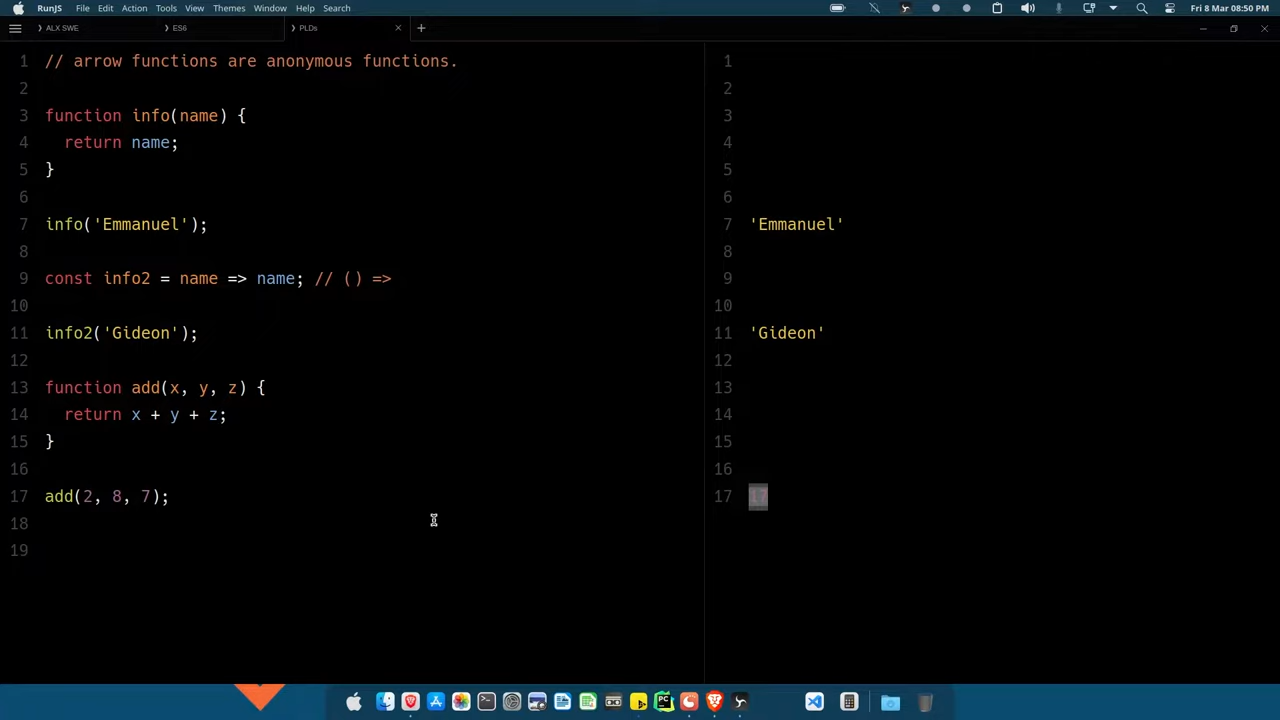 RunJS File Edit Action Tools View Themes Window Help Search Fri 8 Mar 08:50 PM
ALX SWE ES6 PLDs
1 // arrow functions are anonymous functions.
2
3 function info(name) {
4 return name;
5 }
6
7 info('Emmanuel');
8
9 const info2 = name => name; // () =>
10
11 info2('Gideon');
12
13 function add(x, y, z) {
14 return x + y + z;
15 }
16
17 add(2, 8, 7);
18
19
1
2
3
4
5
6
7 'Emmanuel'
8
9
10
11 'Gideon'
12
13
14
15
16
17 17